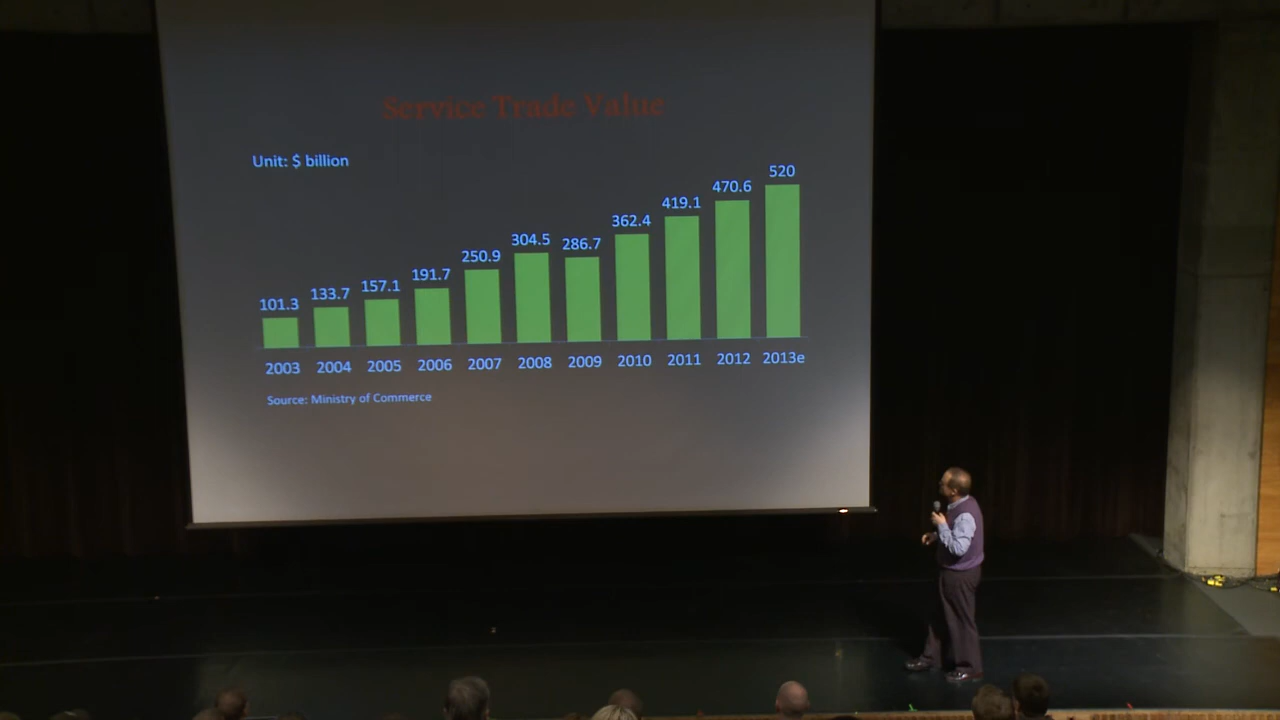 Service Trade Value
Unit: $ billion
101.3 133.7 157.1 191.7 250.9 304.5 286.7 362.4 419.1 470.6 520
2003 2004 2005 2006 2007 2008 2009 2010 2011 2012 2013e
Source: Ministry of Commerce